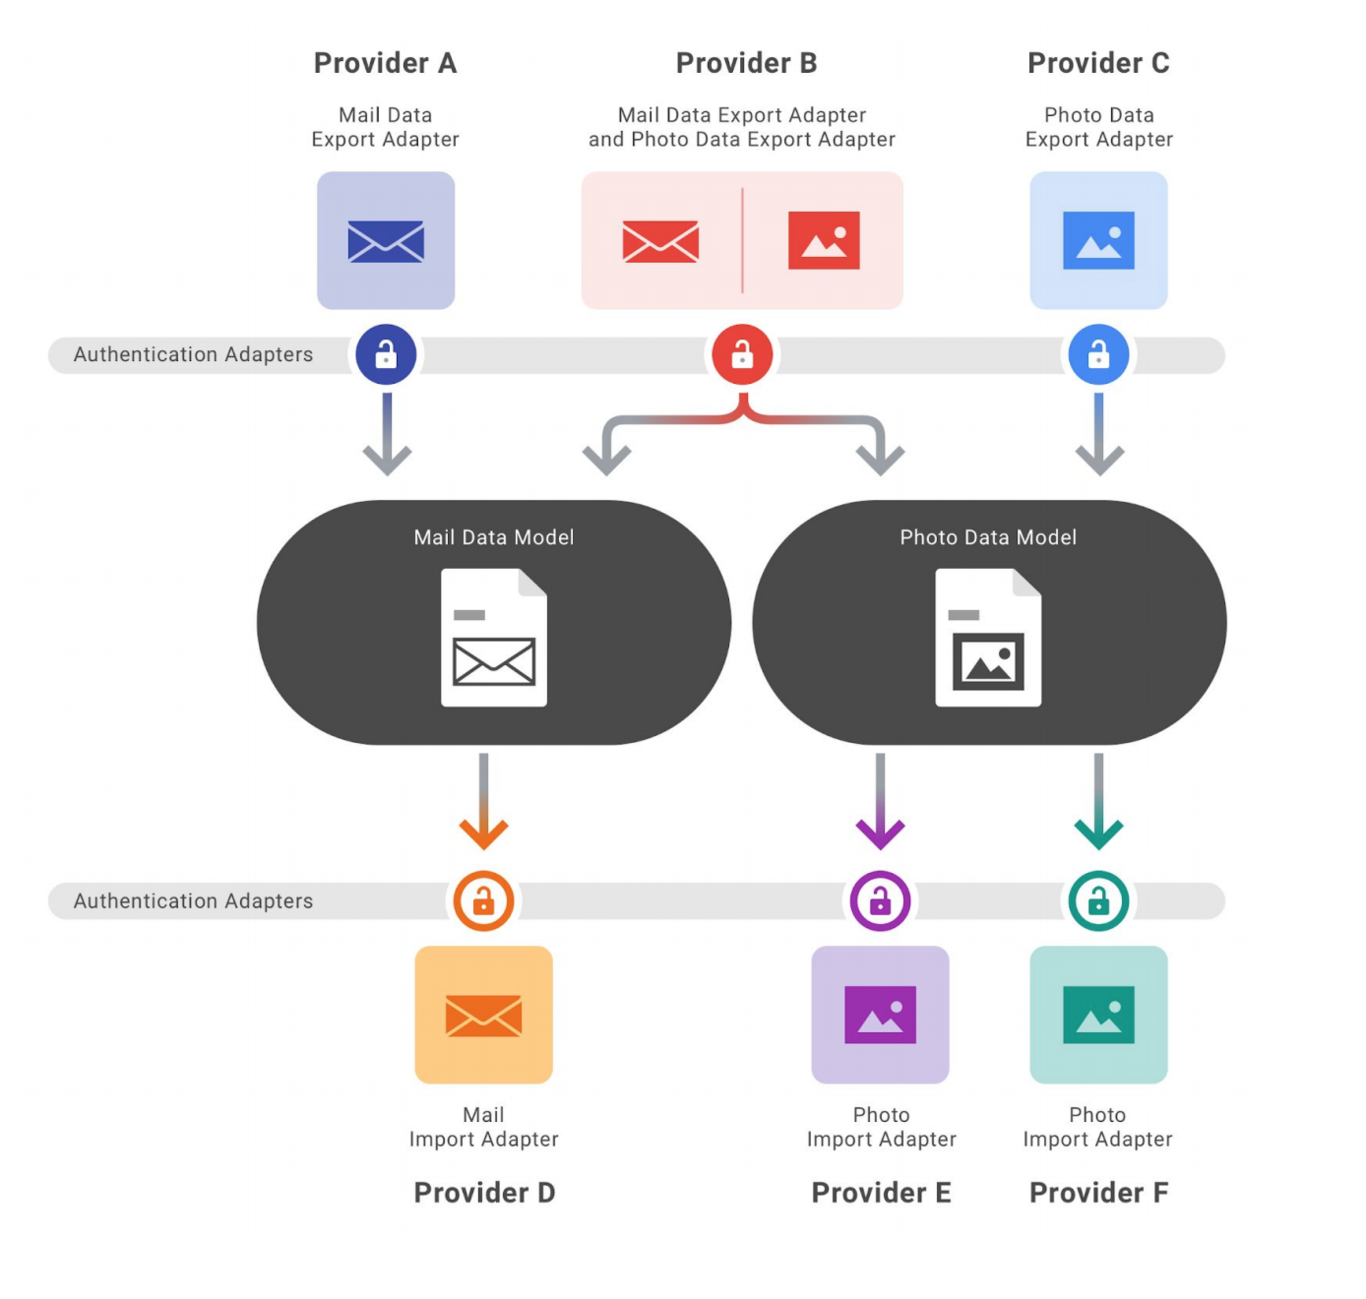 Provider A
Provider B
Provider C
Mail Data
Export Adapter
Mail Data Export Adapter
and Photo Data Export Adapter
Photo Data
Export Adapter
Authentication Adapters
Mail Data Model
Photo Data Model
Authentication Adapters
Mail
Import Adapter
Photo
Import Adapter
Photo
Import Adapter
Provider D
Provider E
Provider F